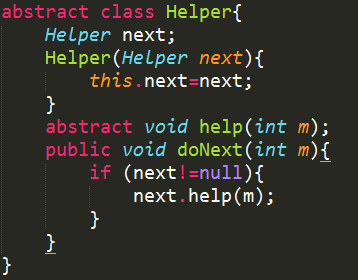 abstract class Helper{
    Helper next;
    Helper(Helper next){
        this.next=next;
    }
    abstract void help(int m);
    public void doNext(int m){
        if (next!=null){
            next.help(m);
        }
    }
}